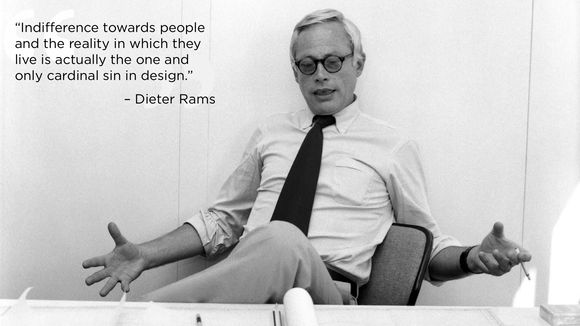 “Indifference towards people
and the reality in which they
live is actually the one and
only cardinal sin in design.”
– Dieter Rams